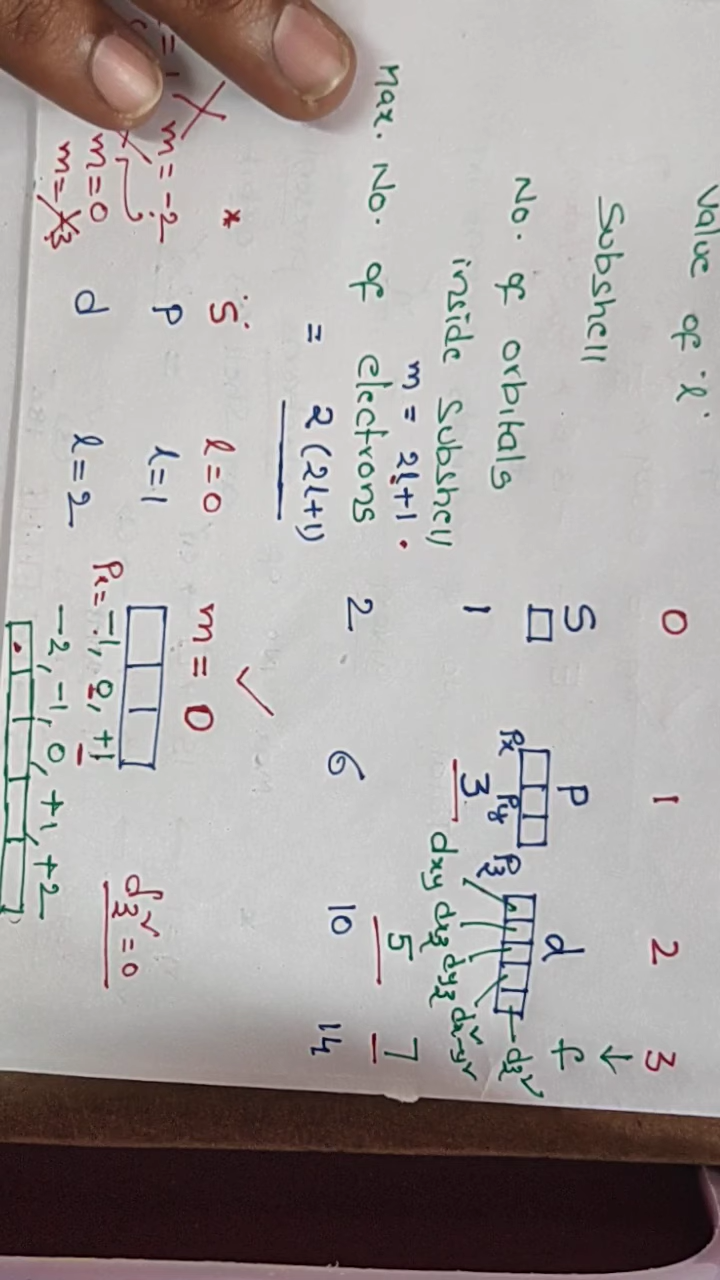 Value of 'l' 0 1 2 3
Subshell S P d f
No. of orbitals Px Py Pz dz²
inside Subshell 1 3 dxy dxz dyz dx²-y²
m = 2l+1. 5 7
Max. No. of electrons 2 6 10 14
= 2(2l+1)
* S l=0 m = 0
P l=1 Px = -1, 0, +1 dz² = 0
d l=2 -2, -1, 0, +1, +2
m = -2
m=0